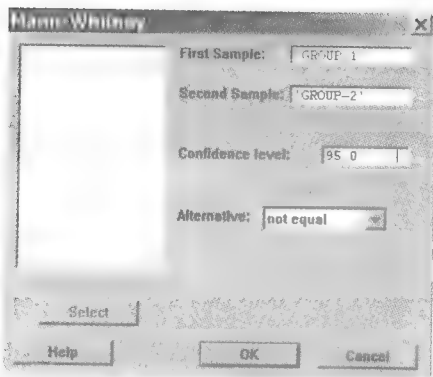 Mann-Whitney
First Sample: 'GROUP-1'
Second Sample: 'GROUP-2'
Confidence level: 95.0
Alternative: not equal
Select
Help
OK
Cancel